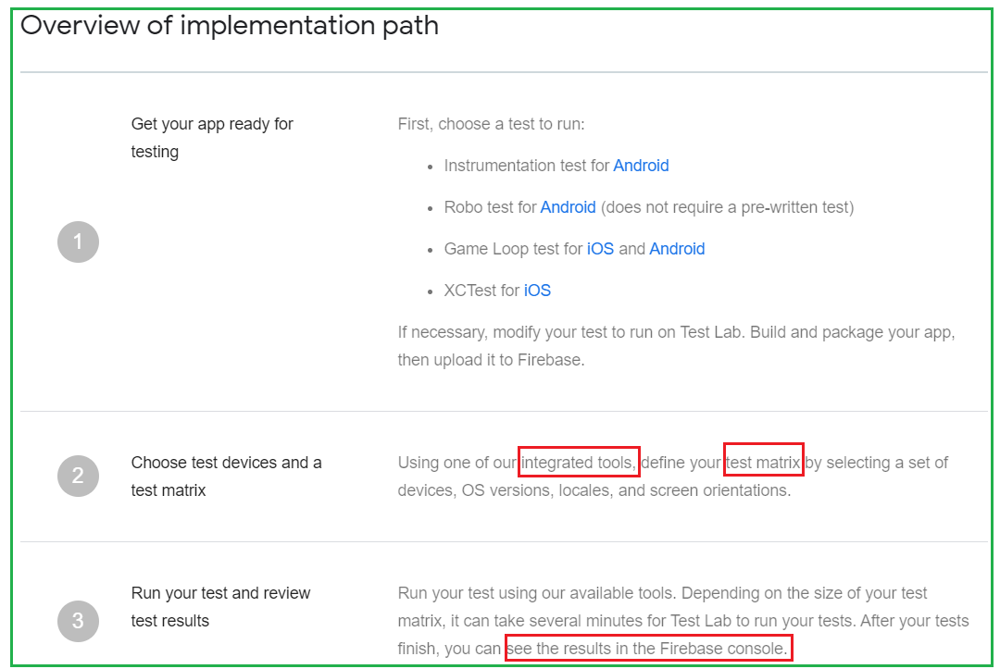 Overview of implementation path
1
Get your app ready for
testing
First, choose a test to run:
• Instrumentation test for Android
• Robo test for Android (does not require a pre-written test)
• Game Loop test for iOS and Android
• XCTest for iOS
If necessary, modify your test to run on Test Lab. Build and package your app,
then upload it to Firebase.
2
Choose test devices and a
test matrix
Using one of our integrated tools, define your test matrix by selecting a set of
devices, OS versions, locales, and screen orientations.
3
Run your test and review
test results
Run your test using our available tools. Depending on the size of your test
matrix, it can take several minutes for Test Lab to run your tests. After your tests
finish, you can see the results in the Firebase console.